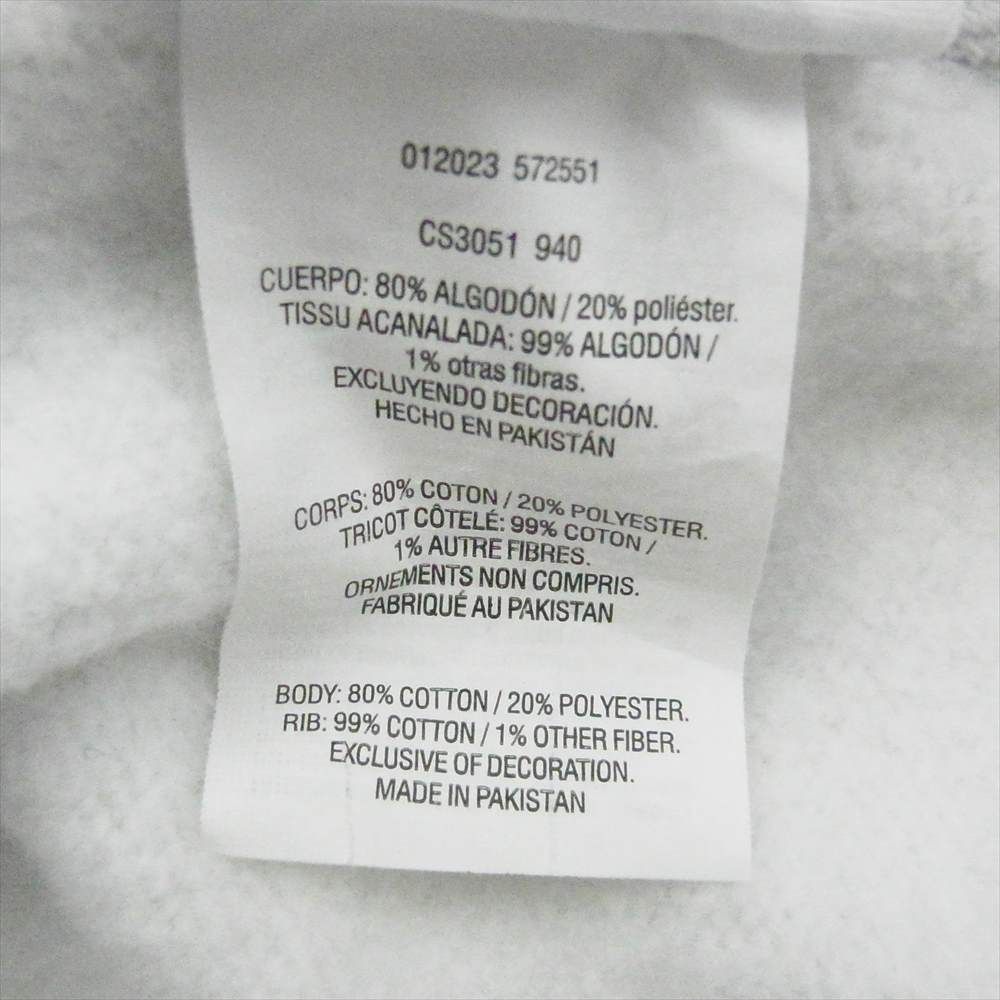 012023 572551
CS3051 940
CUERPO: 80% ALGODÓN / 20% poliéster.
TISSU ACANALADA: 99% ALGODÓN /
1% otras fibras.
EXCLUYENDO DECORACIÓN.
HECHO EN PAKISTÁN
CORPS: 80% COTON / 20% POLYESTER.
TRICOT CÔTELÉ: 99% COTON /
1% AUTRE FIBRES.
ORNEMENTS NON COMPRIS.
FABRIQUÉ AU PAKISTAN
BODY: 80% COTTON / 20% POLYESTER.
RIB: 99% COTTON / 1% OTHER FIBER.
EXCLUSIVE OF DECORATION.
MADE IN PAKISTAN